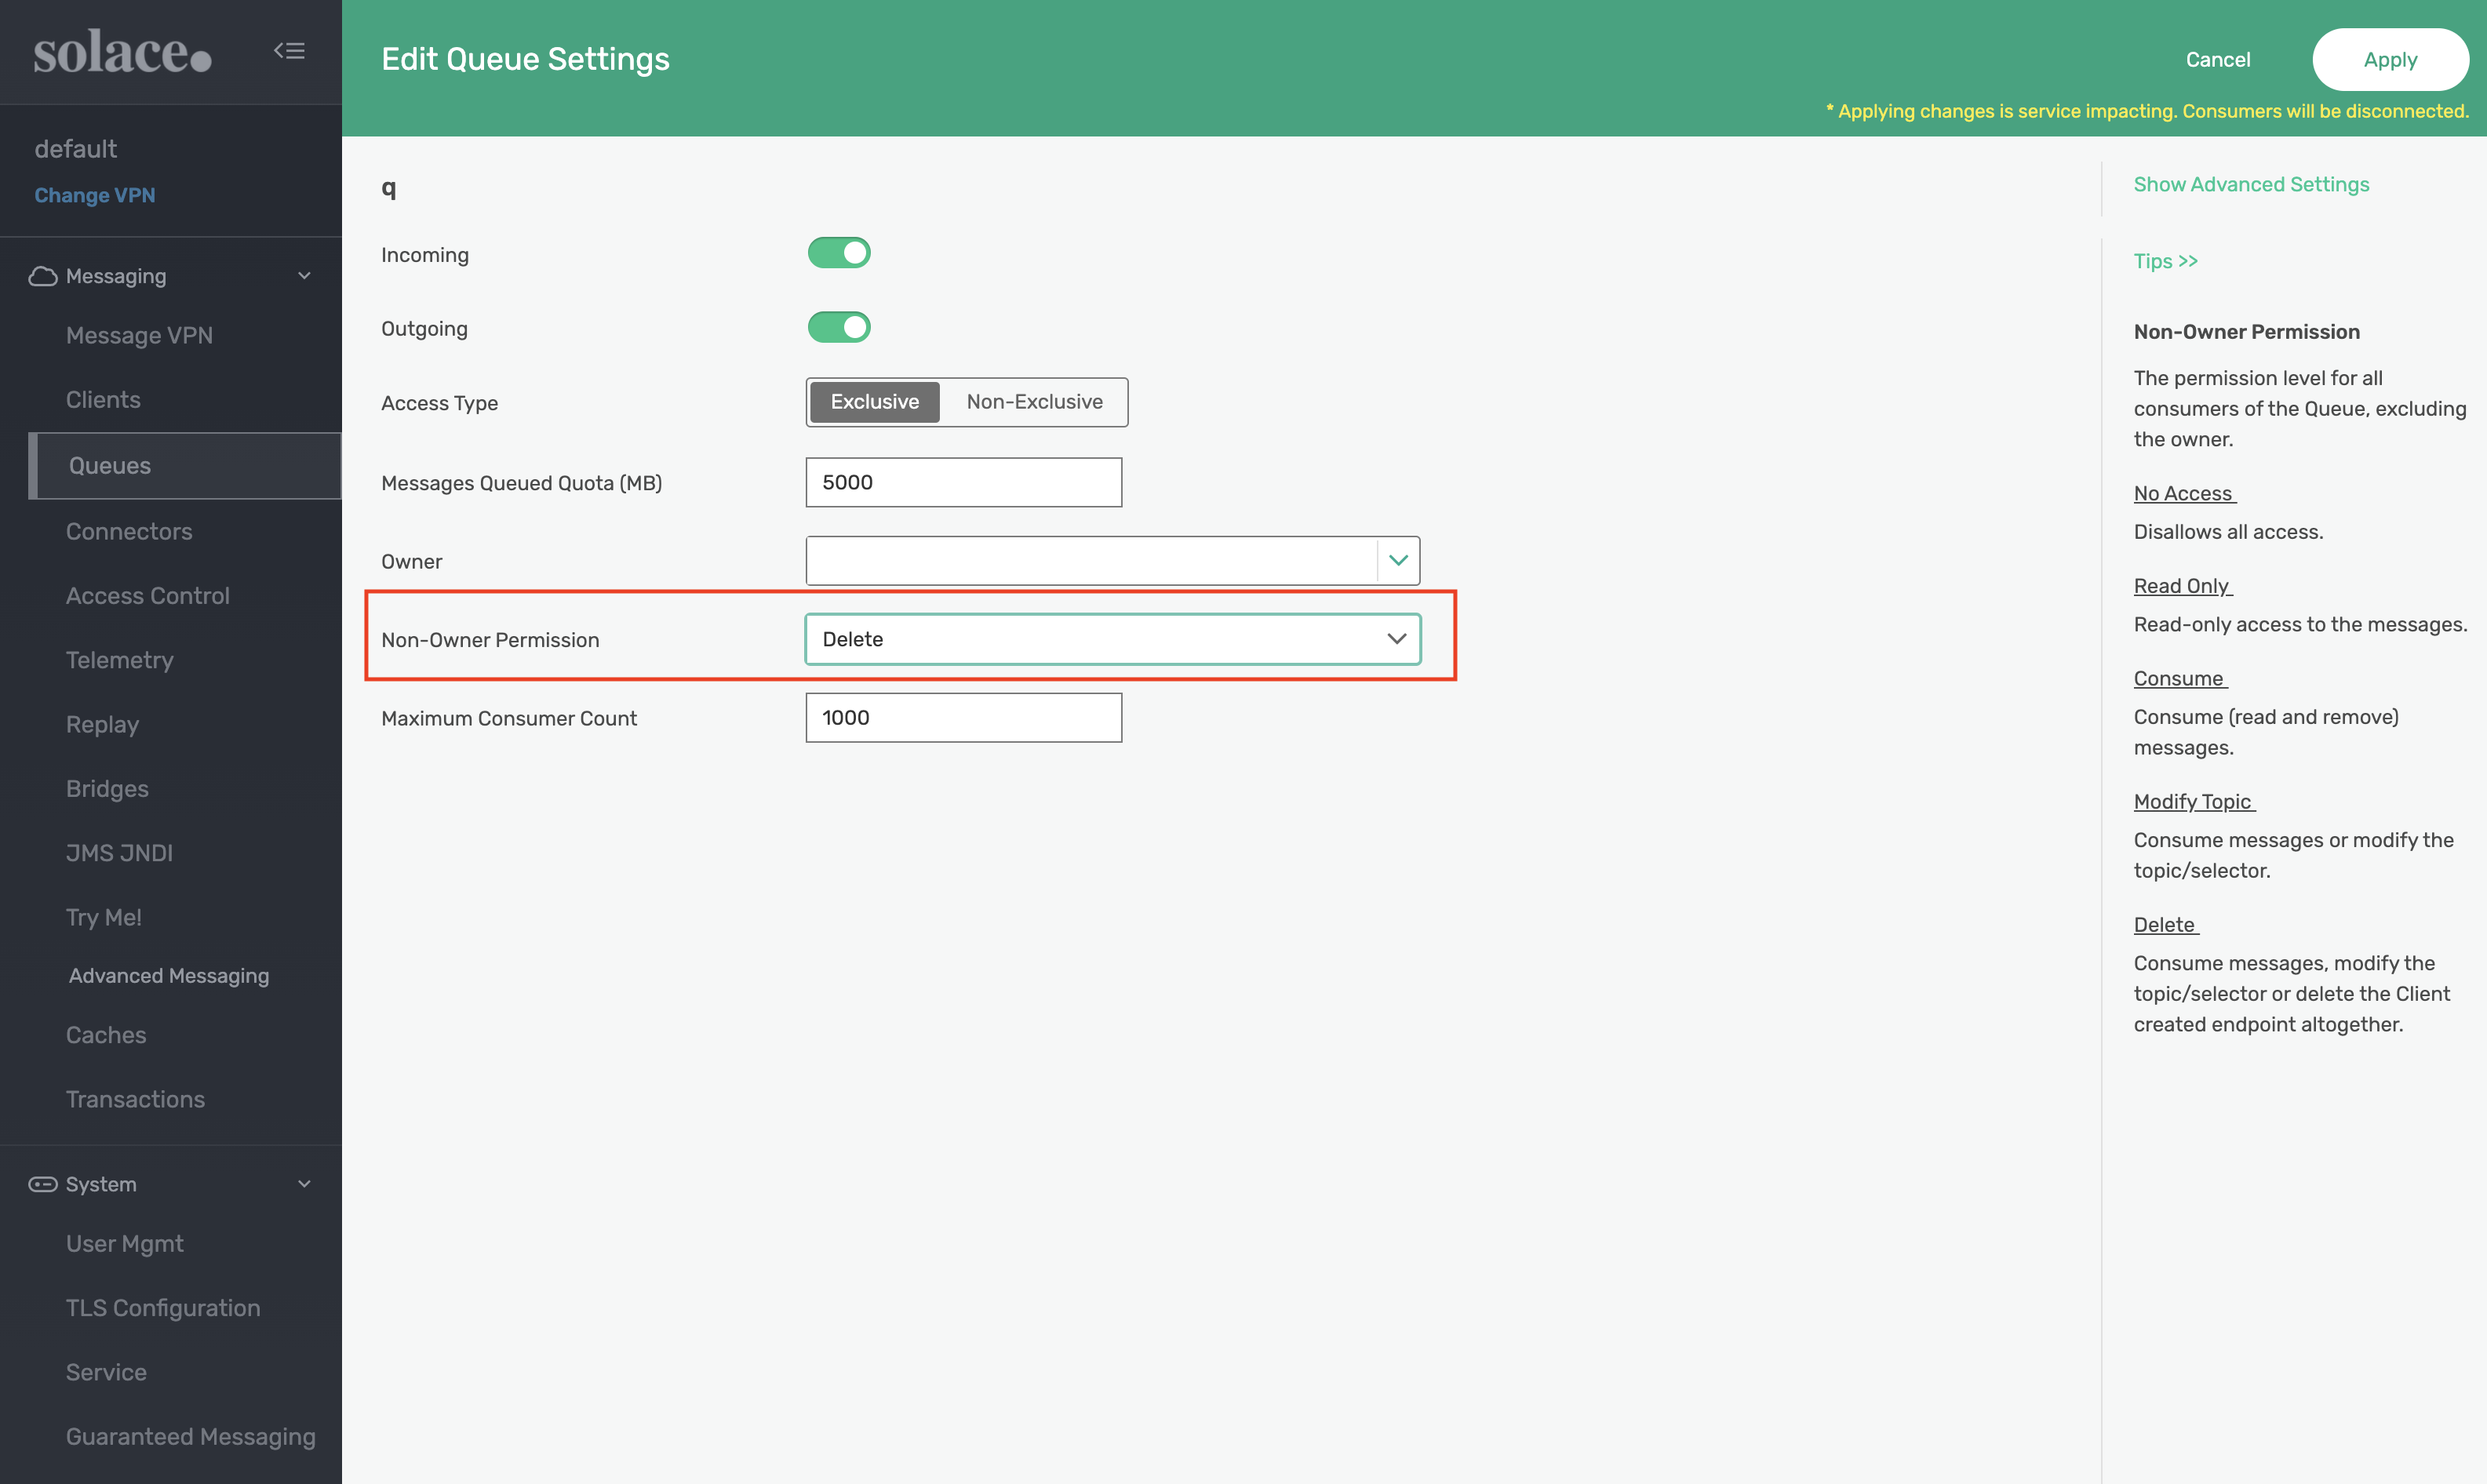 solace.
default
Change VPN
Messaging
Message VPN
Clients
Queues
Connectors
Access Control
Telemetry
Replay
Bridges
JMS JNDI
Try Me!
Advanced Messaging
Caches
Transactions
System
User Mgmt
TLS Configuration
Service
Guaranteed Messaging
Edit Queue Settings
Cancel
Apply
* Applying changes is service impacting. Consumers will be disconnected.
q
Incoming
Outgoing
Access Type
Exclusive Non-Exclusive
Messages Queued Quota (MB) 5000
Owner
Non-Owner Permission Delete
Maximum Consumer Count 1000
Show Advanced Settings
Tips >>
Non-Owner Permission
The permission level for all
consumers of the Queue, excluding
the owner.
No Access
Disallows all access.
Read Only
Read-only access to the messages.
Consume
Consume (read and remove)
messages.
Modify Topic
Consume messages or modify the
topic/selector.
Delete
Consume messages, modify the
topic/selector or delete the Client
created endpoint altogether.